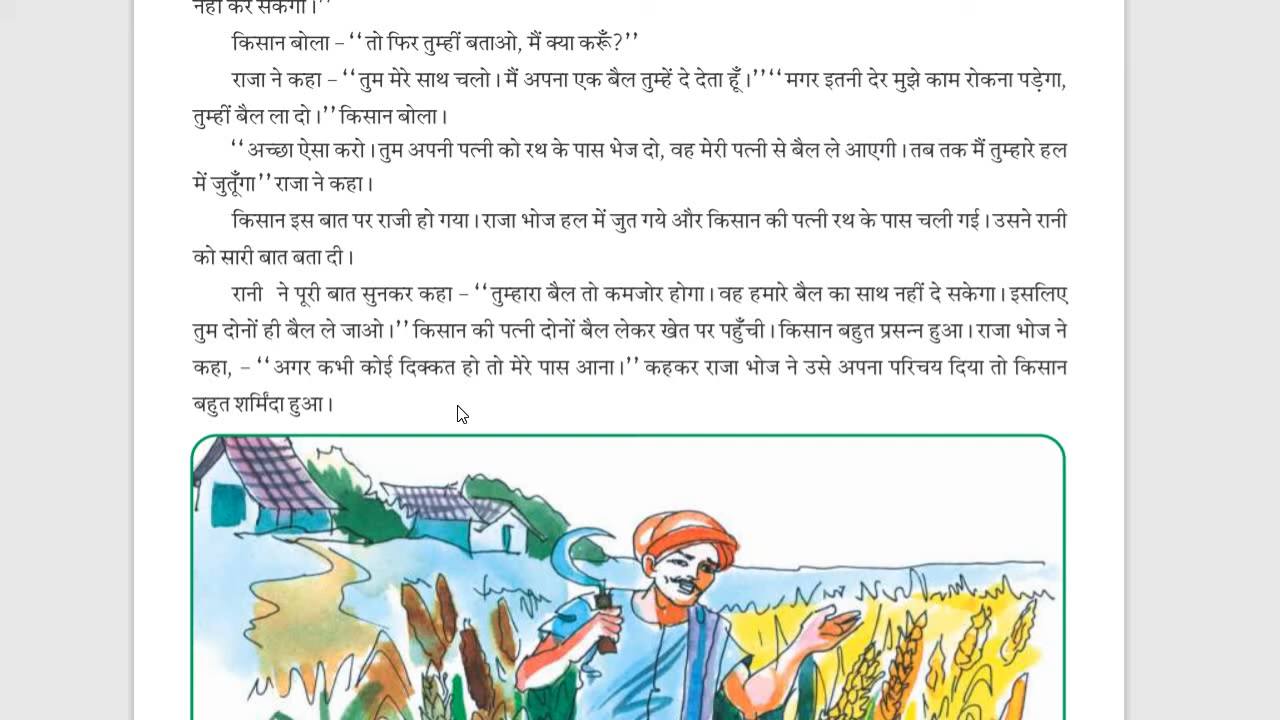 नहीं कर सकेगा।’’
किसान बोला – ‘‘तो फिर तुम्हीं बताओ, मैं क्या करूँ?’’
राजा ने कहा – ‘‘तुम मेरे साथ चलो। मैं अपना एक बैल तुम्हें दे देता हूँ।’’ ‘‘मगर इतनी देर मुझे काम रोकना पड़ेगा,
तुम्हीं बैल ला दो।’’ किसान बोला।
‘‘अच्छा ऐसा करो। तुम अपनी पत्नी को रथ के पास भेज दो, वह मेरी पत्नी से बैल ले आएगी। तब तक मैं तुम्हारे हल
में जुतूँगा’’ राजा ने कहा।
किसान इस बात पर राजी हो गया। राजा भोज हल में जुत गये और किसान की पत्नी रथ के पास चली गई। उसने रानी
को सारी बात बता दी।
रानी ने पूरी बात सुनकर कहा – ‘‘तुम्हारा बैल तो कमजोर होगा। वह हमारे बैल का साथ नहीं दे सकेगा। इसलिए
तुम दोनों ही बैल ले जाओ।’’ किसान की पत्नी दोनों बैल लेकर खेत पर पहुँची। किसान बहुत प्रसन्न हुआ। राजा भोज ने
कहा, – ‘‘अगर कभी कोई दिक्कत हो तो मेरे पास आना।’’ कहकर राजा भोज ने उसे अपना परिचय दिया तो किसान
बहुत शर्मिंदा हुआ।